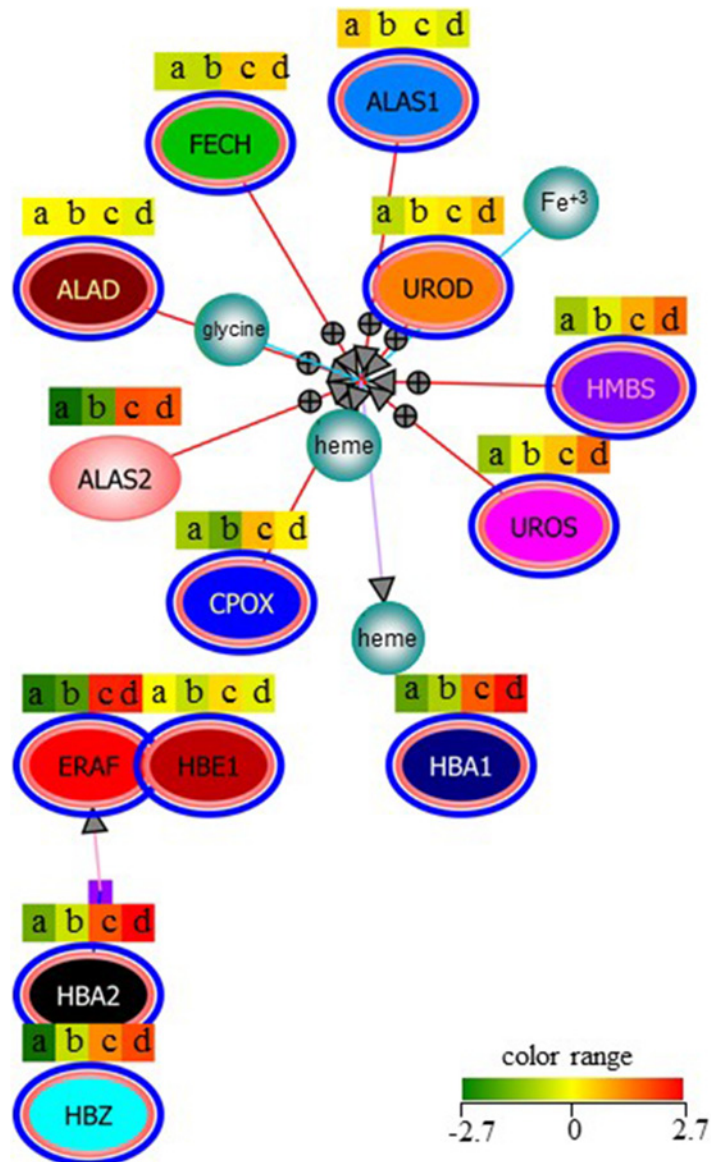 a b c d
ALAS1
a b c d
FECH
Fe+3
a b c d
UROD
a b c d
ALAD
glycine
a b c d
HMBS
a b c d
ALAS2
heme
a b c d
UROS
a b c d
CPOX
heme
a b c d a b c d
ERAF HBE1
a b c d
HBA1
a b c d
HBA2
a b c d
HBZ
color range
-2.7 0 2.7